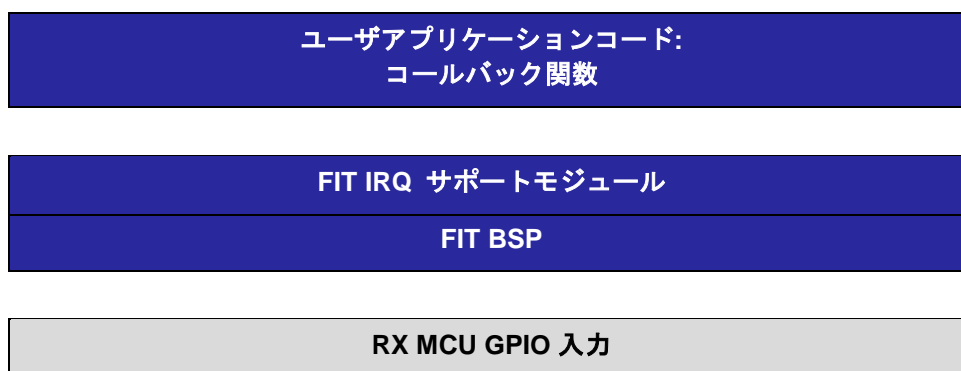 ユーザアプリケーションコード:
コールバック関数
FIT IRQ サポートモジュール
FIT BSP
RX MCU GPIO 入力